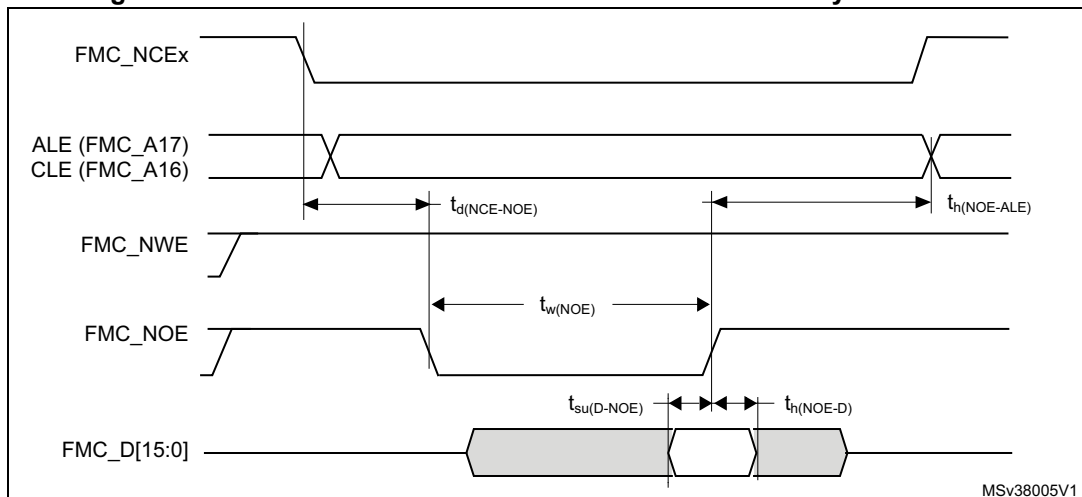 FMC_NCEx
ALE (FMC_A17)
CLE (FMC_A16)
td(NCE-NOE)
th(NOE-ALE)
FMC_NWE
tw(NOE)
FMC_NOE
tsu(D-NOE)
th(NOE-D)
FMC_D[15:0]
MSv38005V1